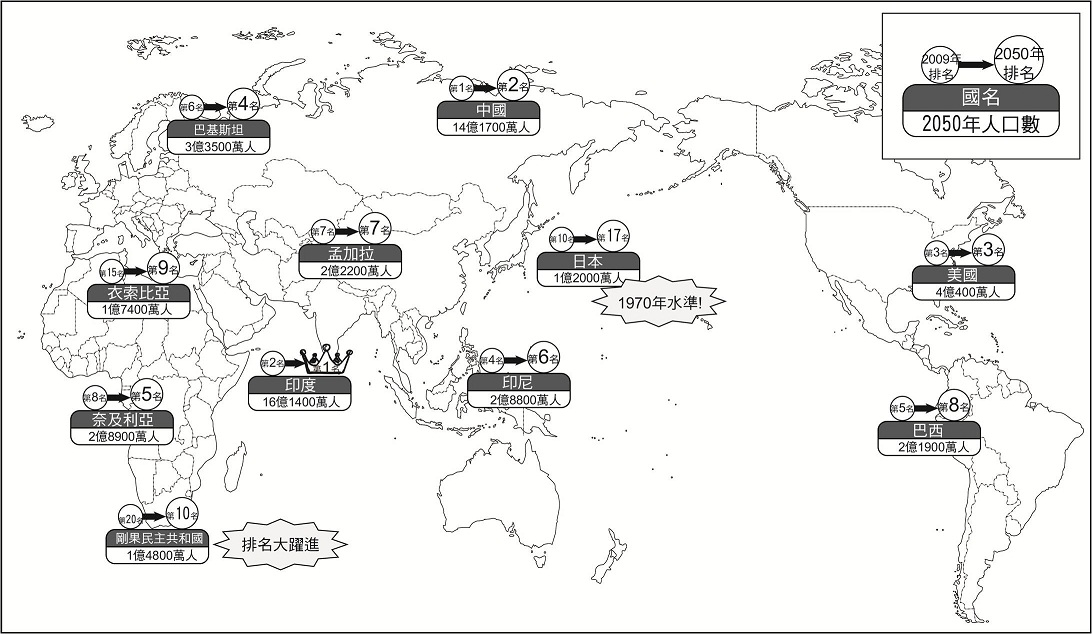 2009年
排名
2050年
排名
國名
2050年人口數
第6名
第4名
巴基斯坦
3億3500萬人
第1名
第2名
中國
14億1700萬人
第7名
第7名
孟加拉
2億2200萬人
第10名
第17名
日本
1億2000萬人
1970年水準!
第3名
第3名
美國
4億400萬人
第15名
第9名
衣索比亞
1億7400萬人
第2名
第1名
印度
16億1400萬人
第4名
第6名
印尼
2億8800萬人
第8名
第5名
奈及利亞
2億8900萬人
第5名
第8名
巴西
2億1900萬人
第20名
第10名
剛果民主共和國
1億4800萬人
排名大躍進